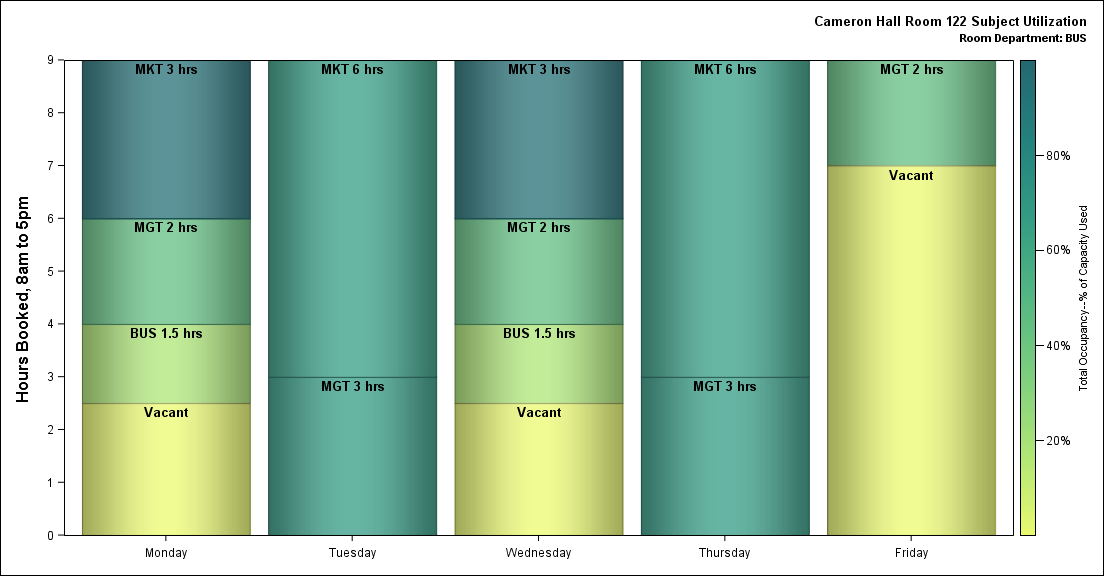 Cameron Hall Room 122 Subject Utilization
Room Department: BUS
Hours Booked, 8am to 5pm
9
8
7
6
5
4
3
2
1
0
MKT 3 hrs
MGT 2 hrs
BUS 1.5 hrs
Vacant
MKT 6 hrs
MGT 3 hrs
MKT 3 hrs
MGT 2 hrs
BUS 1.5 hrs
Vacant
MKT 6 hrs
MGT 3 hrs
MGT 2 hrs
Vacant
Monday
Tuesday
Wednesday
Thursday
Friday
80%
60%
40%
20%
Total Occupancy--% of Capacity Used